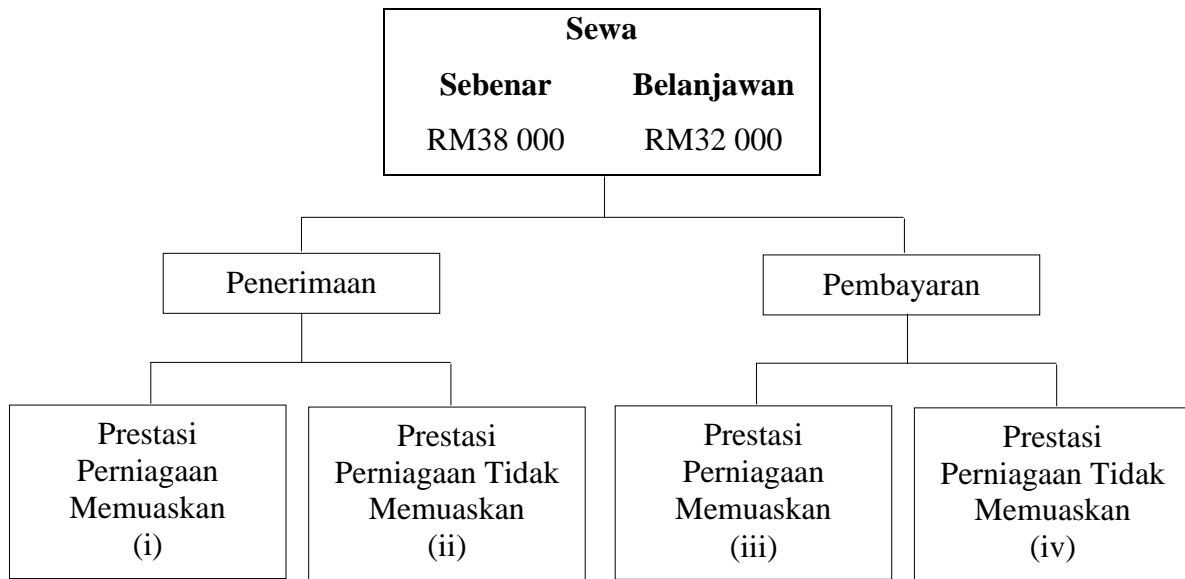 Sewa
Sebenar Belanjawan
RM38 000 RM32 000
Penerimaan
Pembayaran
Prestasi
Perniagaan
Memuaskan
(i)
Prestasi
Perniagaan Tidak
Memuaskan
(ii)
Prestasi
Perniagaan
Memuaskan
(iii)
Prestasi
Perniagaan Tidak
Memuaskan
(iv)